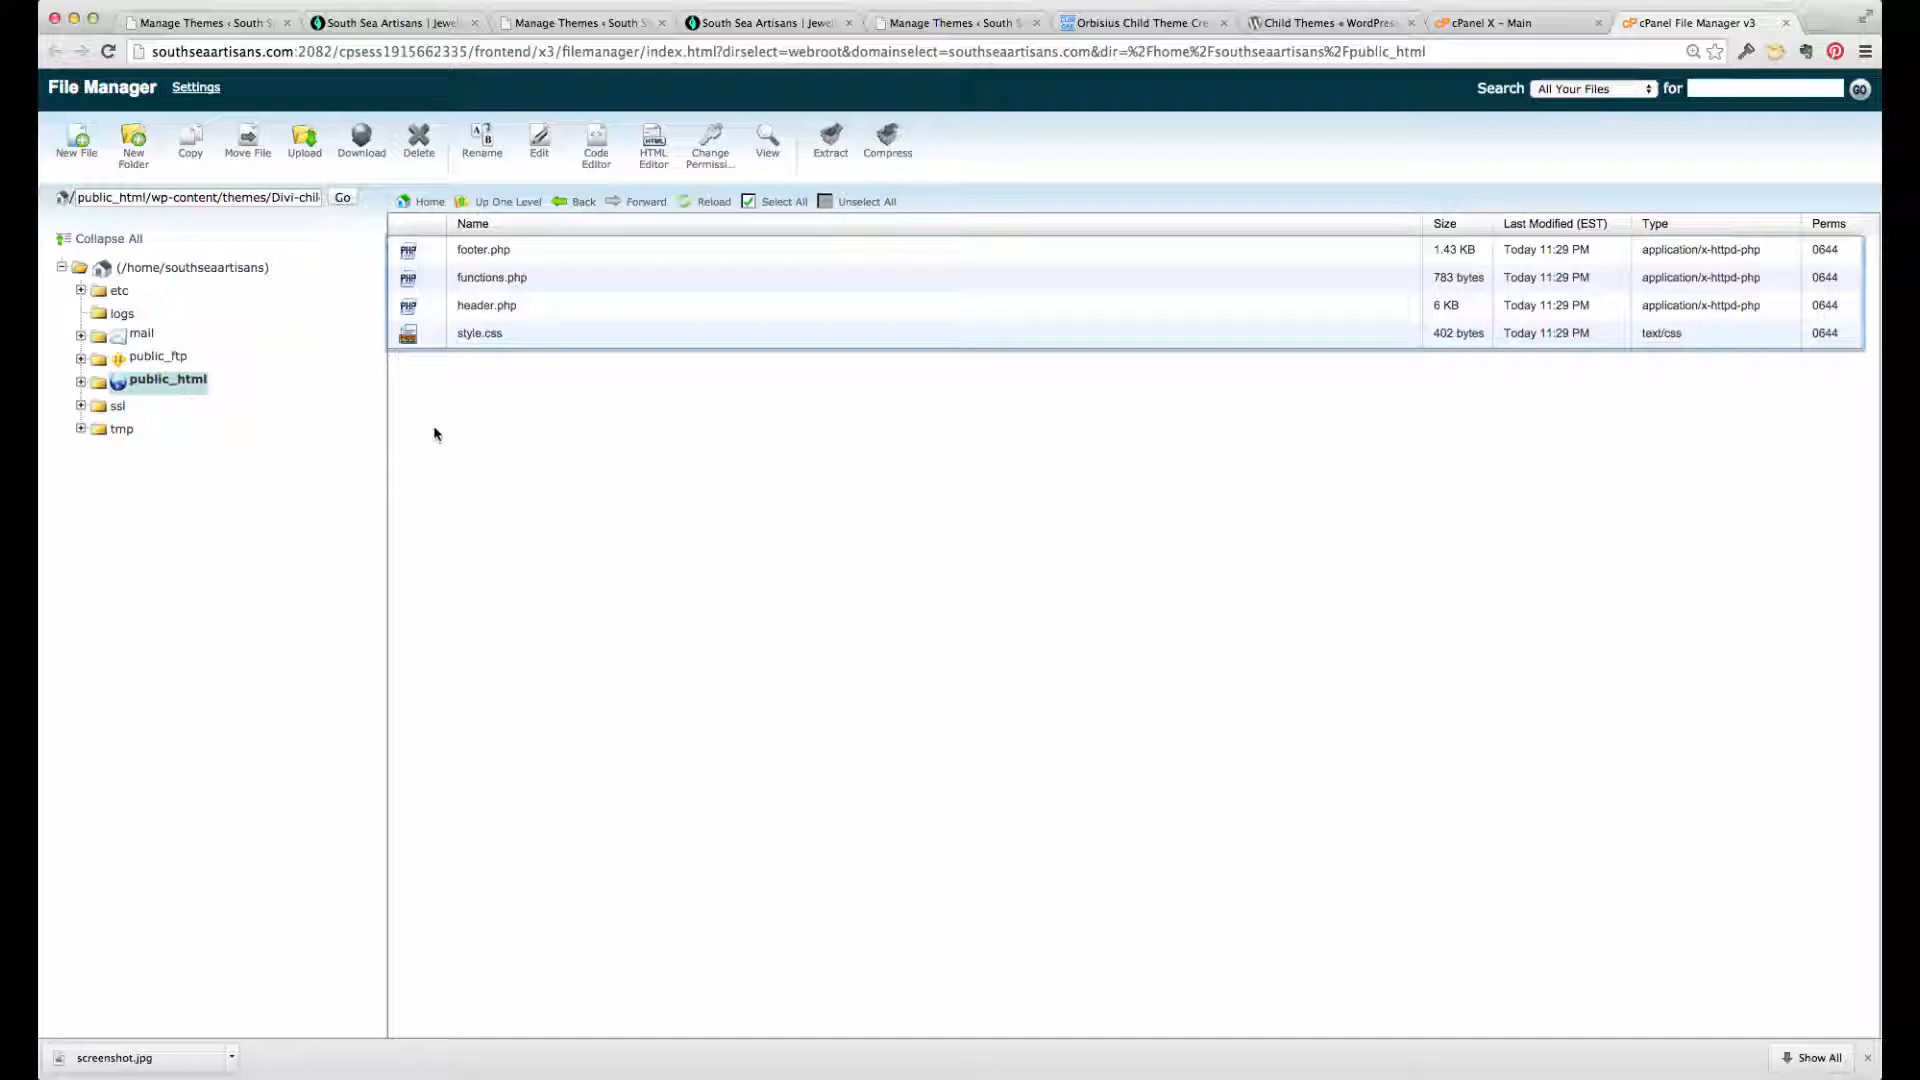 Manage Themes ‹ South S
South Sea Artisans | Jewel
Manage Themes ‹ South S
South Sea Artisans | Jewel
Manage Themes ‹ South S
Orbisius Child Theme Cre
Child Themes « WordPress
cPanel X - Main
cPanel File Manager v3
southseaartisans.com:2082/cpsess1915662335/frontend/x3/filemanager/index.html?dirselect=webroot&domainselect=southseaartisans.com&dir=%2Fhome%2Fsouthseaartisans%2Fpublic_html
File Manager Settings
Search All Your Files for GO
New File
New Folder
Copy
Move File
Upload
Download
Delete
Rename
Edit
Code Editor
HTML Editor
Change Permissi...
View
Extract
Compress
/public_html/wp-content/themes/Divi-chil Go
Home Up One Level Back Forward Reload Select All Unselect All
Collapse All
(/home/southseaartisans)
etc
logs
mail
public_ftp
public_html
ssl
tmp
Name Size Last Modified (EST) Type Perms
footer.php 1.43 KB Today 11:29 PM application/x-httpd-php 0644
functions.php 783 bytes Today 11:29 PM application/x-httpd-php 0644
header.php 6 KB Today 11:29 PM application/x-httpd-php 0644
style.css 402 bytes Today 11:29 PM text/css 0644
screenshot.jpg
Show All